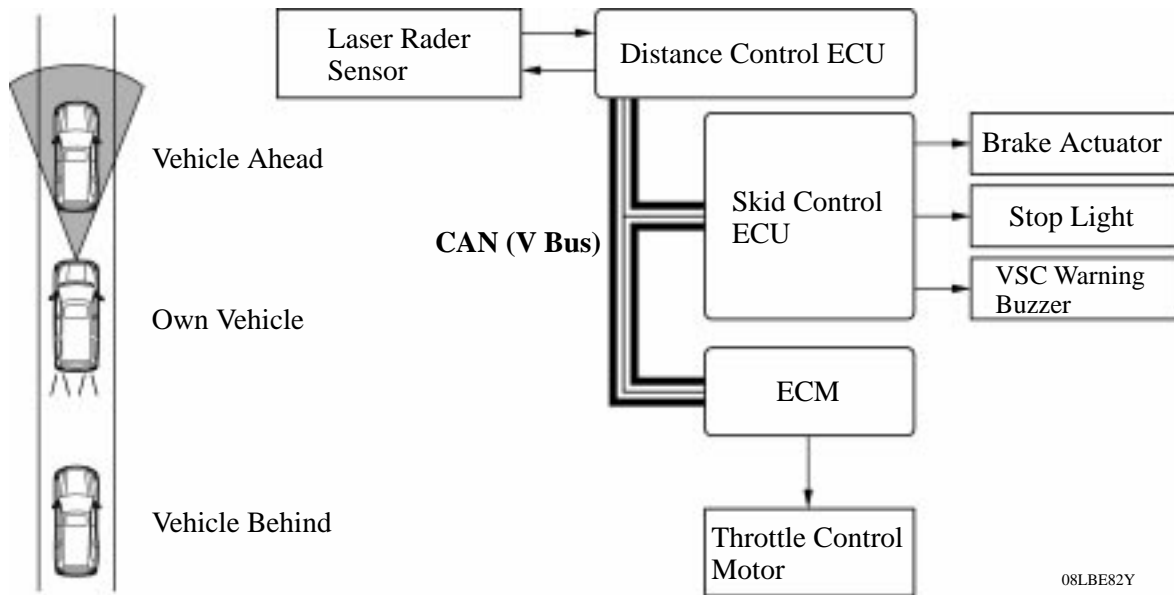 Laser Rader
Sensor
Distance Control ECU
Vehicle Ahead
Skid Control
ECU
Brake Actuator
Stop Light
CAN (V Bus)
VSC Warning
Buzzer
Own Vehicle
ECM
Vehicle Behind
Throttle Control
Motor
08LBE82Y